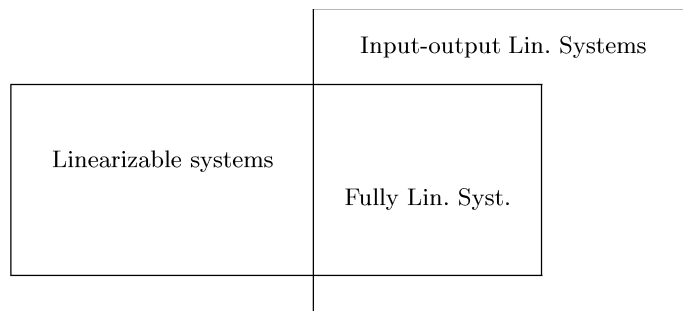 Input-output Lin. Systems
Linearizable systems
Fully Lin. Syst.